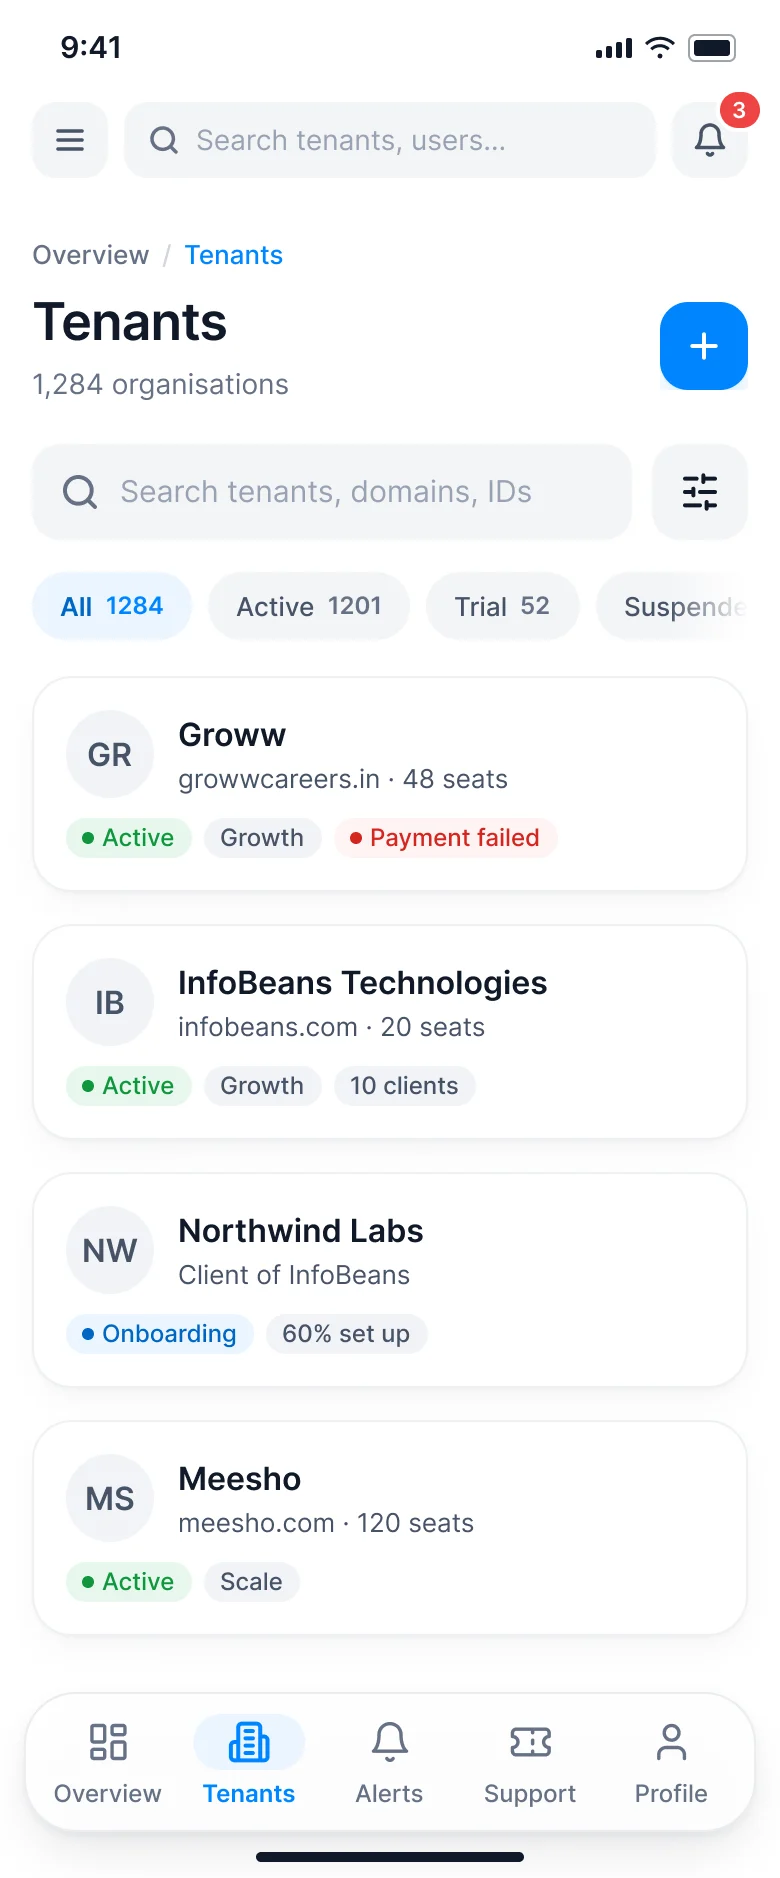 9:41
Search tenants, users...
3
Overview / Tenants
Tenants
1,284 organisations
Search tenants, domains, IDs
All 1284 Active 1201 Trial 52 Suspende
GR
Groww
growwcareers.in · 48 seats
Active Growth Payment failed
IB
InfoBeans Technologies
infobeans.com · 20 seats
Active Growth 10 clients
NW
Northwind Labs
Client of InfoBeans
Onboarding 60% set up
MS
Meesho
meesho.com · 120 seats
Active Scale
Overview Tenants Alerts Support Profile